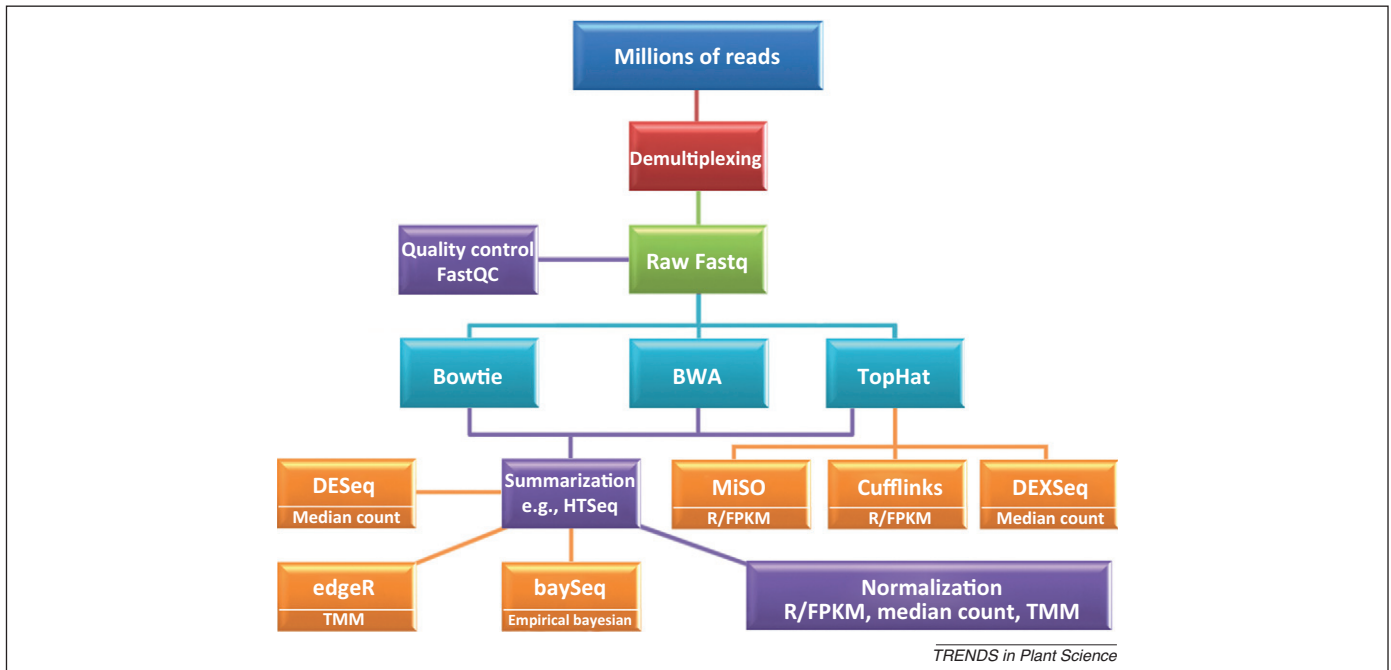 Millions of reads
Demultiplexing
Quality control
FastQC
Raw Fastq
Bowtie
BWA
TopHat
DESeq
Median count
Summarization
e.g., HTSeq
MiSO
R/FPKM
Cufflinks
R/FPKM
DEXSeq
Median count
edgeR
TMM
baySeq
Empirical bayesian
Normalization
R/FPKM, median count, TMM
TRENDS in Plant Science